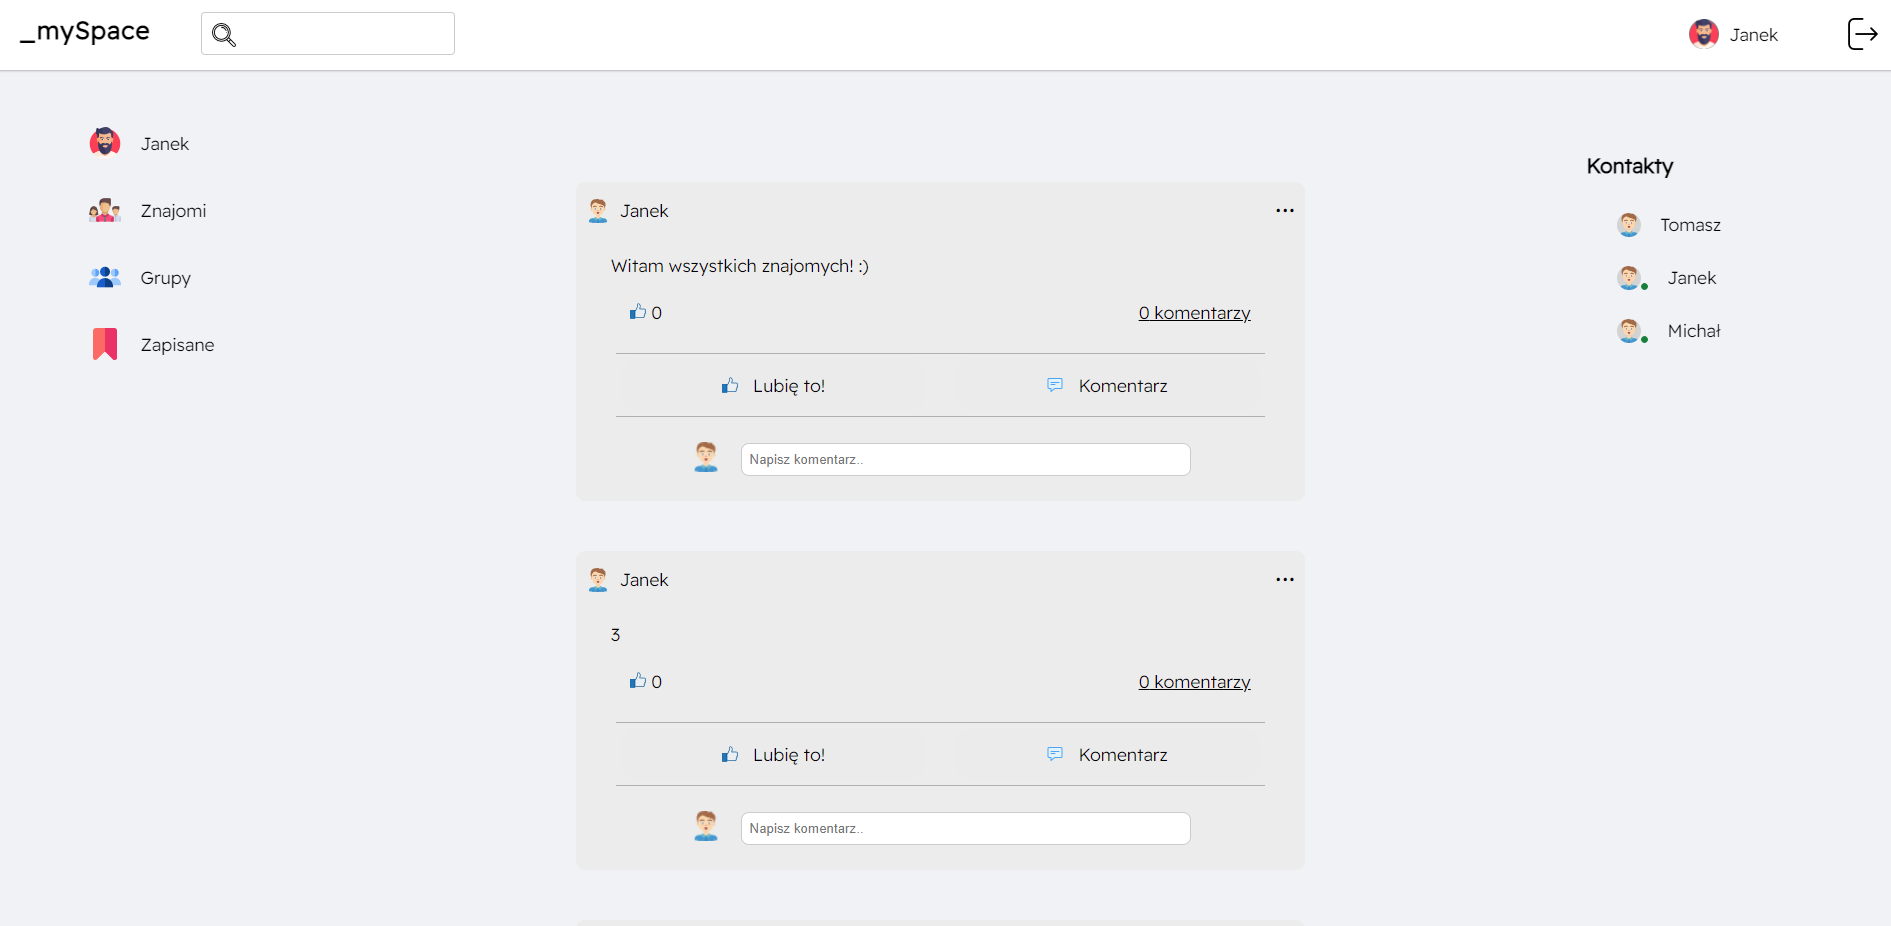 _mySpace
Janek
Janek
Znajomi
Grupy
Zapisane
Janek
...
Witam wszystkich znajomych! :)
0
0 komentarzy
Lubię to!
Komentarz
Napisz komentarz..
Janek
...
3
0
0 komentarzy
Lubię to!
Komentarz
Napisz komentarz..
Kontakty
Tomasz
Janek
Michał